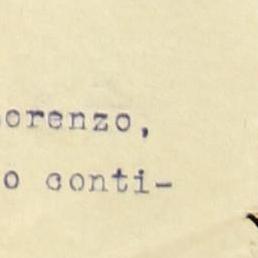 orenzo,
o conti-